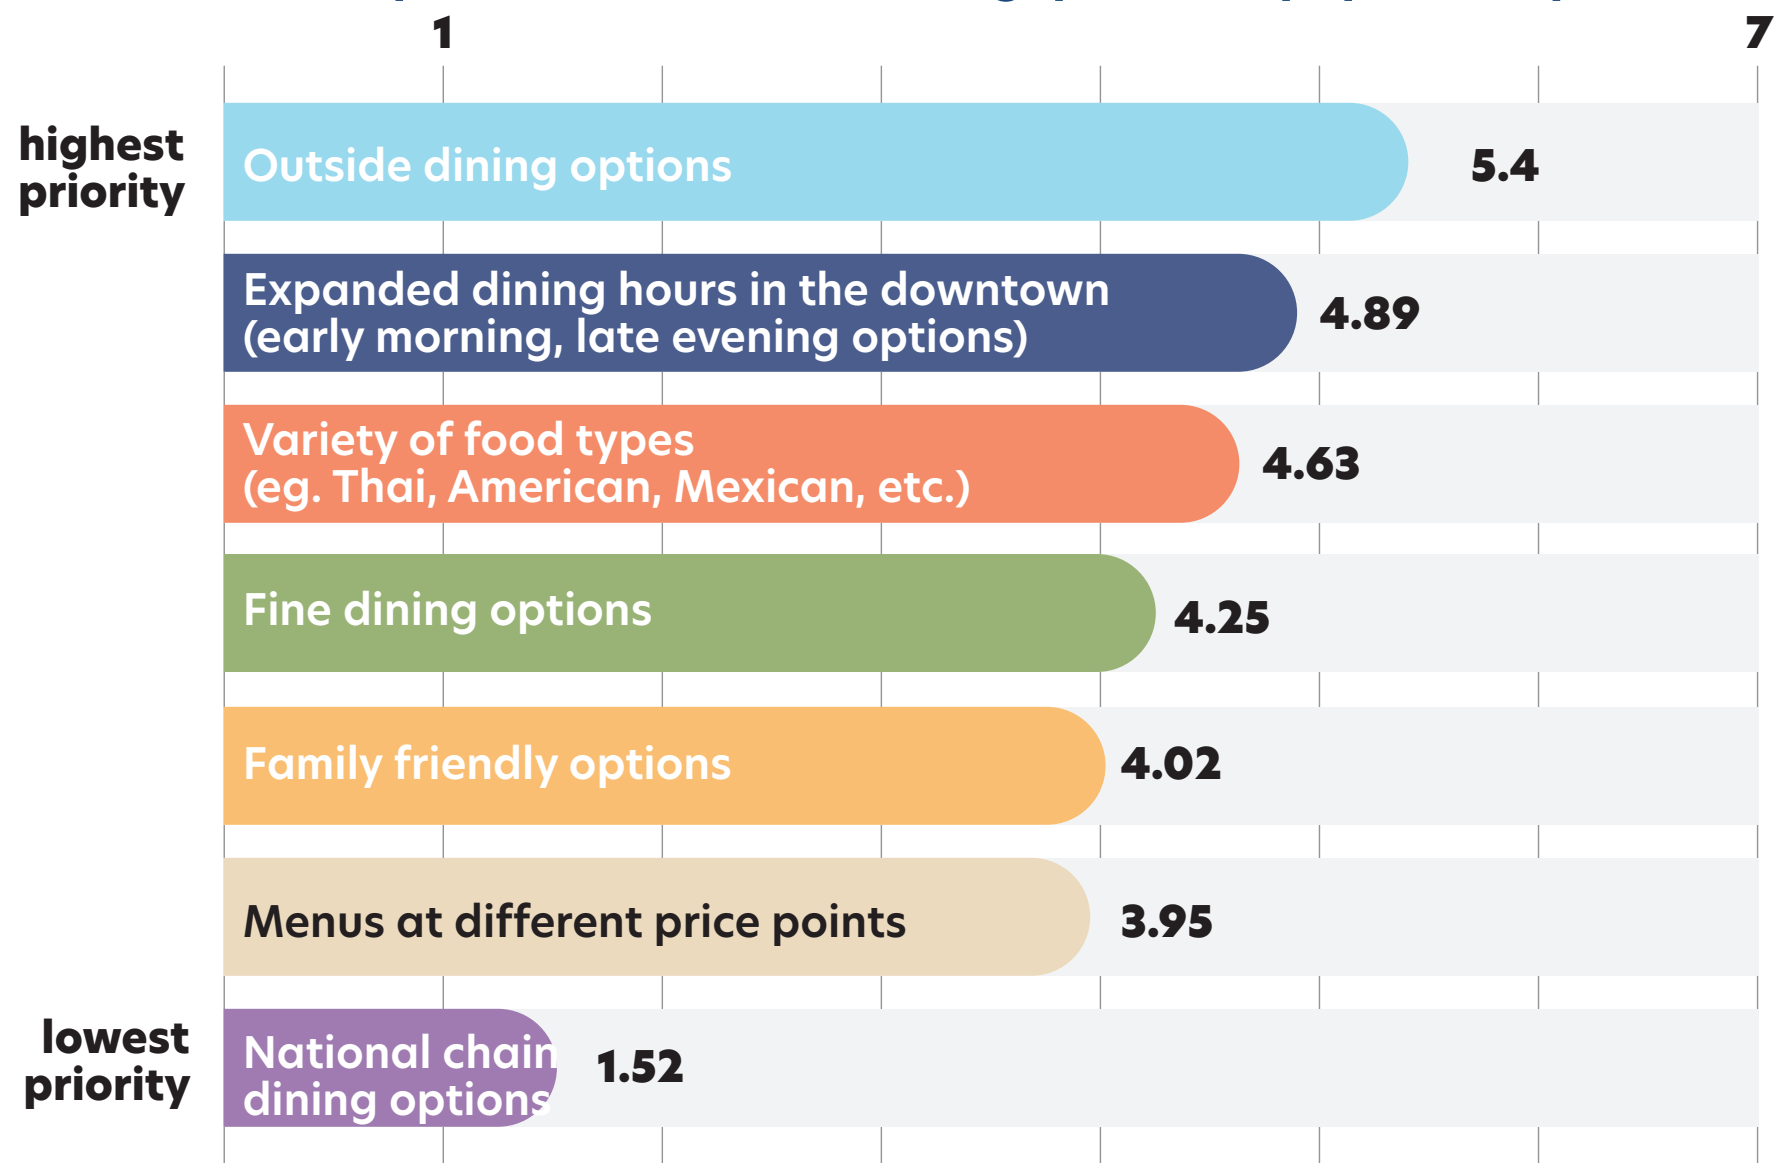 1
7
highest
priority
Outside dining options
5.4
Expanded dining hours in the downtown
(early morning, late evening options)
4.89
Variety of food types
(eg. Thai, American, Mexican, etc.)
4.63
Fine dining options
4.25
Family friendly options
4.02
Menus at different price points
3.95
lowest
priority
National chain
dining options
1.52